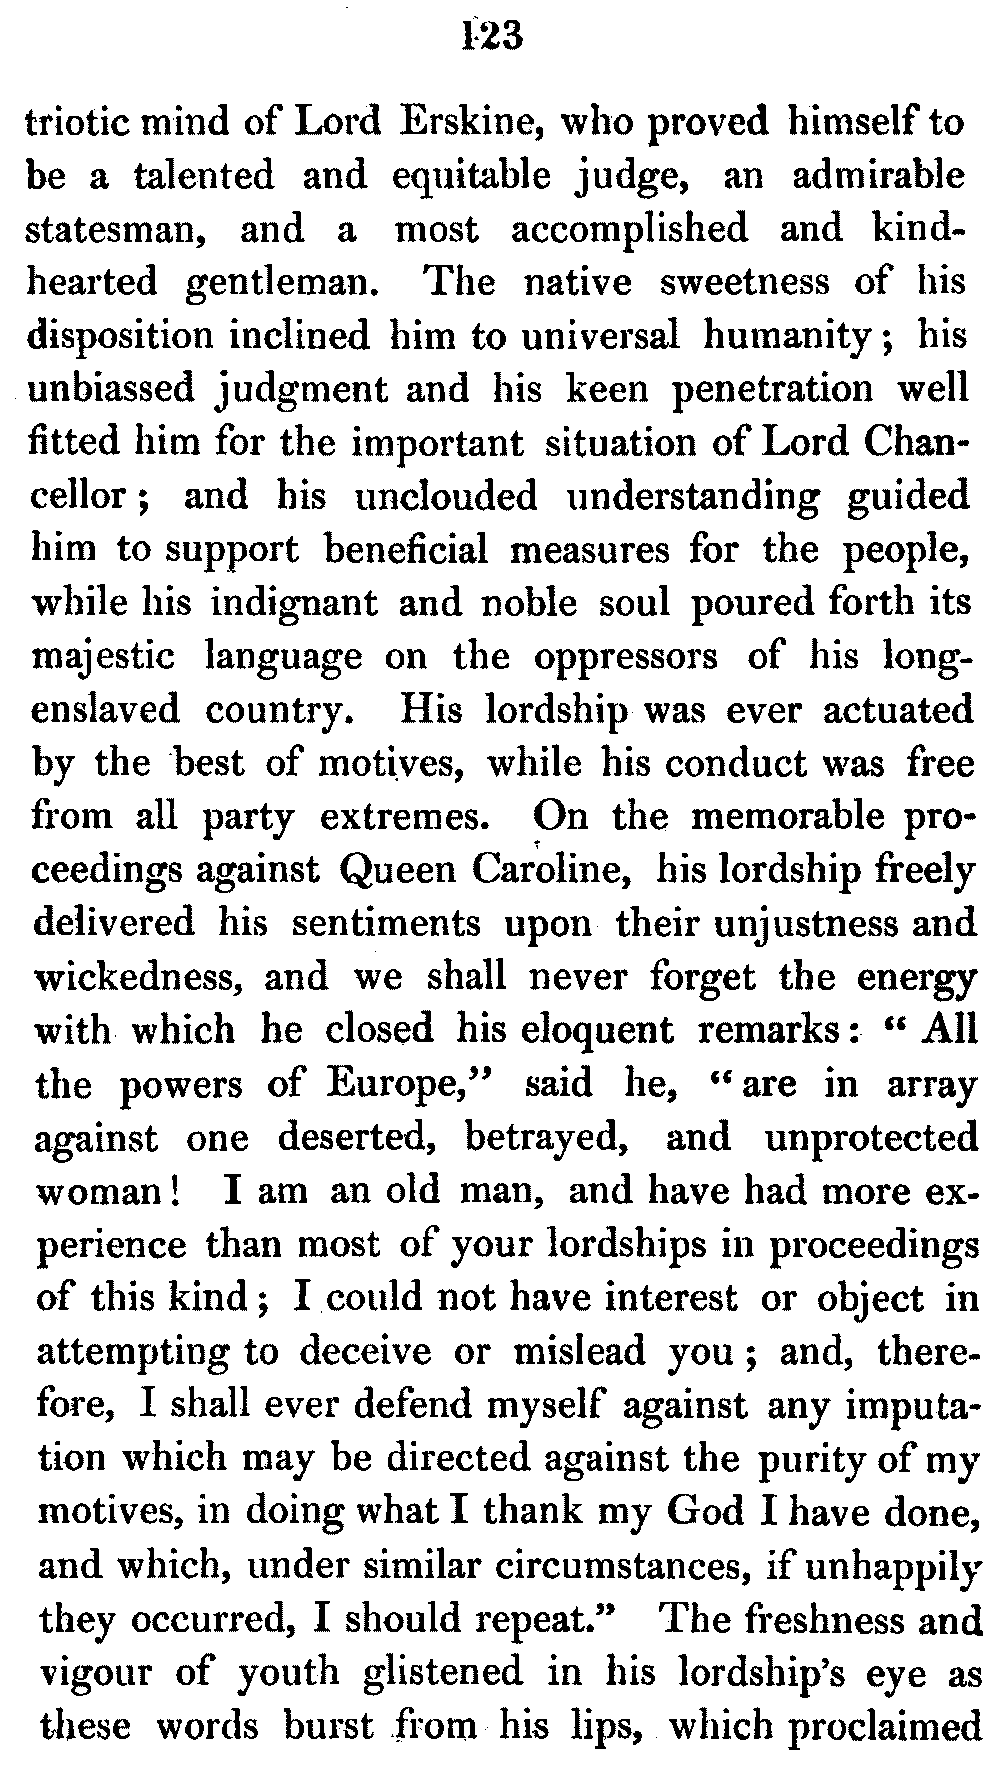 123
triotic mind of Lord Erskine, who proved himself to
be a talented and equitable judge, an admirable
statesman, and a most accomplished and kind-
hearted gentleman. The native sweetness of his
disposition inclined him to universal humanity; his
unbiassed judgment and his keen penetration well
fitted him for the important situation of Lord Chan-
cellor; and his unclouded understanding guided
him to support beneficial measures for the people,
while his indignant and noble soul poured forth its
majestic language on the oppressors of his long-
enslaved country. His lordship was ever actuated
by the best of motives, while his conduct was free
from all party extremes. On the memorable pro-
ceedings against Queen Caroline, his lordship freely
delivered his sentiments upon their unjustness and
wickedness, and we shall never forget the energy
with which he closed his eloquent remarks: “ All
the powers of Europe,” said he, “ are in array
against one deserted, betrayed, and unprotected
woman! I am an old man, and have had more ex-
perience than most of your lordships in proceedings
of this kind; I could not have interest or object in
attempting to deceive or mislead you; and, there-
fore, I shall ever defend myself against any imputa-
tion which may be directed against the purity of my
motives, in doing what I thank my God I have done,
and which, under similar circumstances, if unhappily
they occurred, I should repeat.” The freshness and
vigour of youth glistened in his lordship’s eye as
these words burst from his lips, which proclaimed